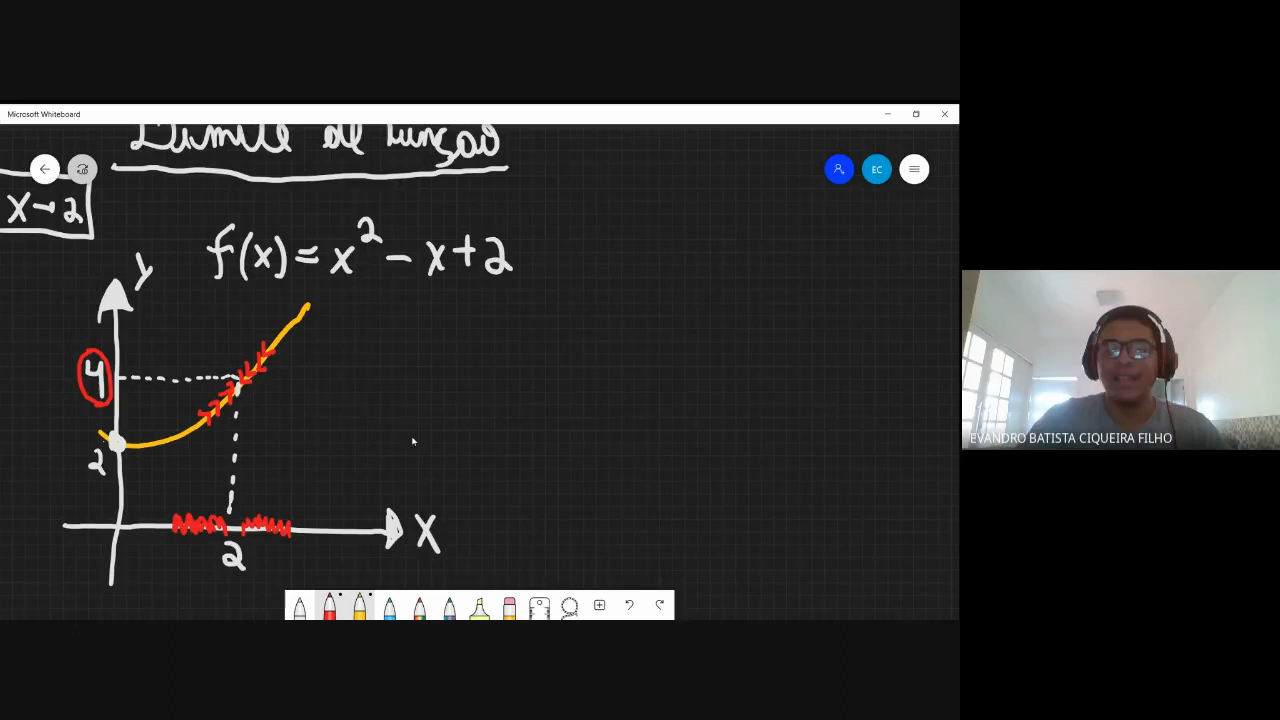 Microsoft Whiteboard
Limite de função
EC
x→2
f(x) = x² - x + 2
y
4
2
2
x
EVANDRO BATISTA CIQUEIRA FILHO